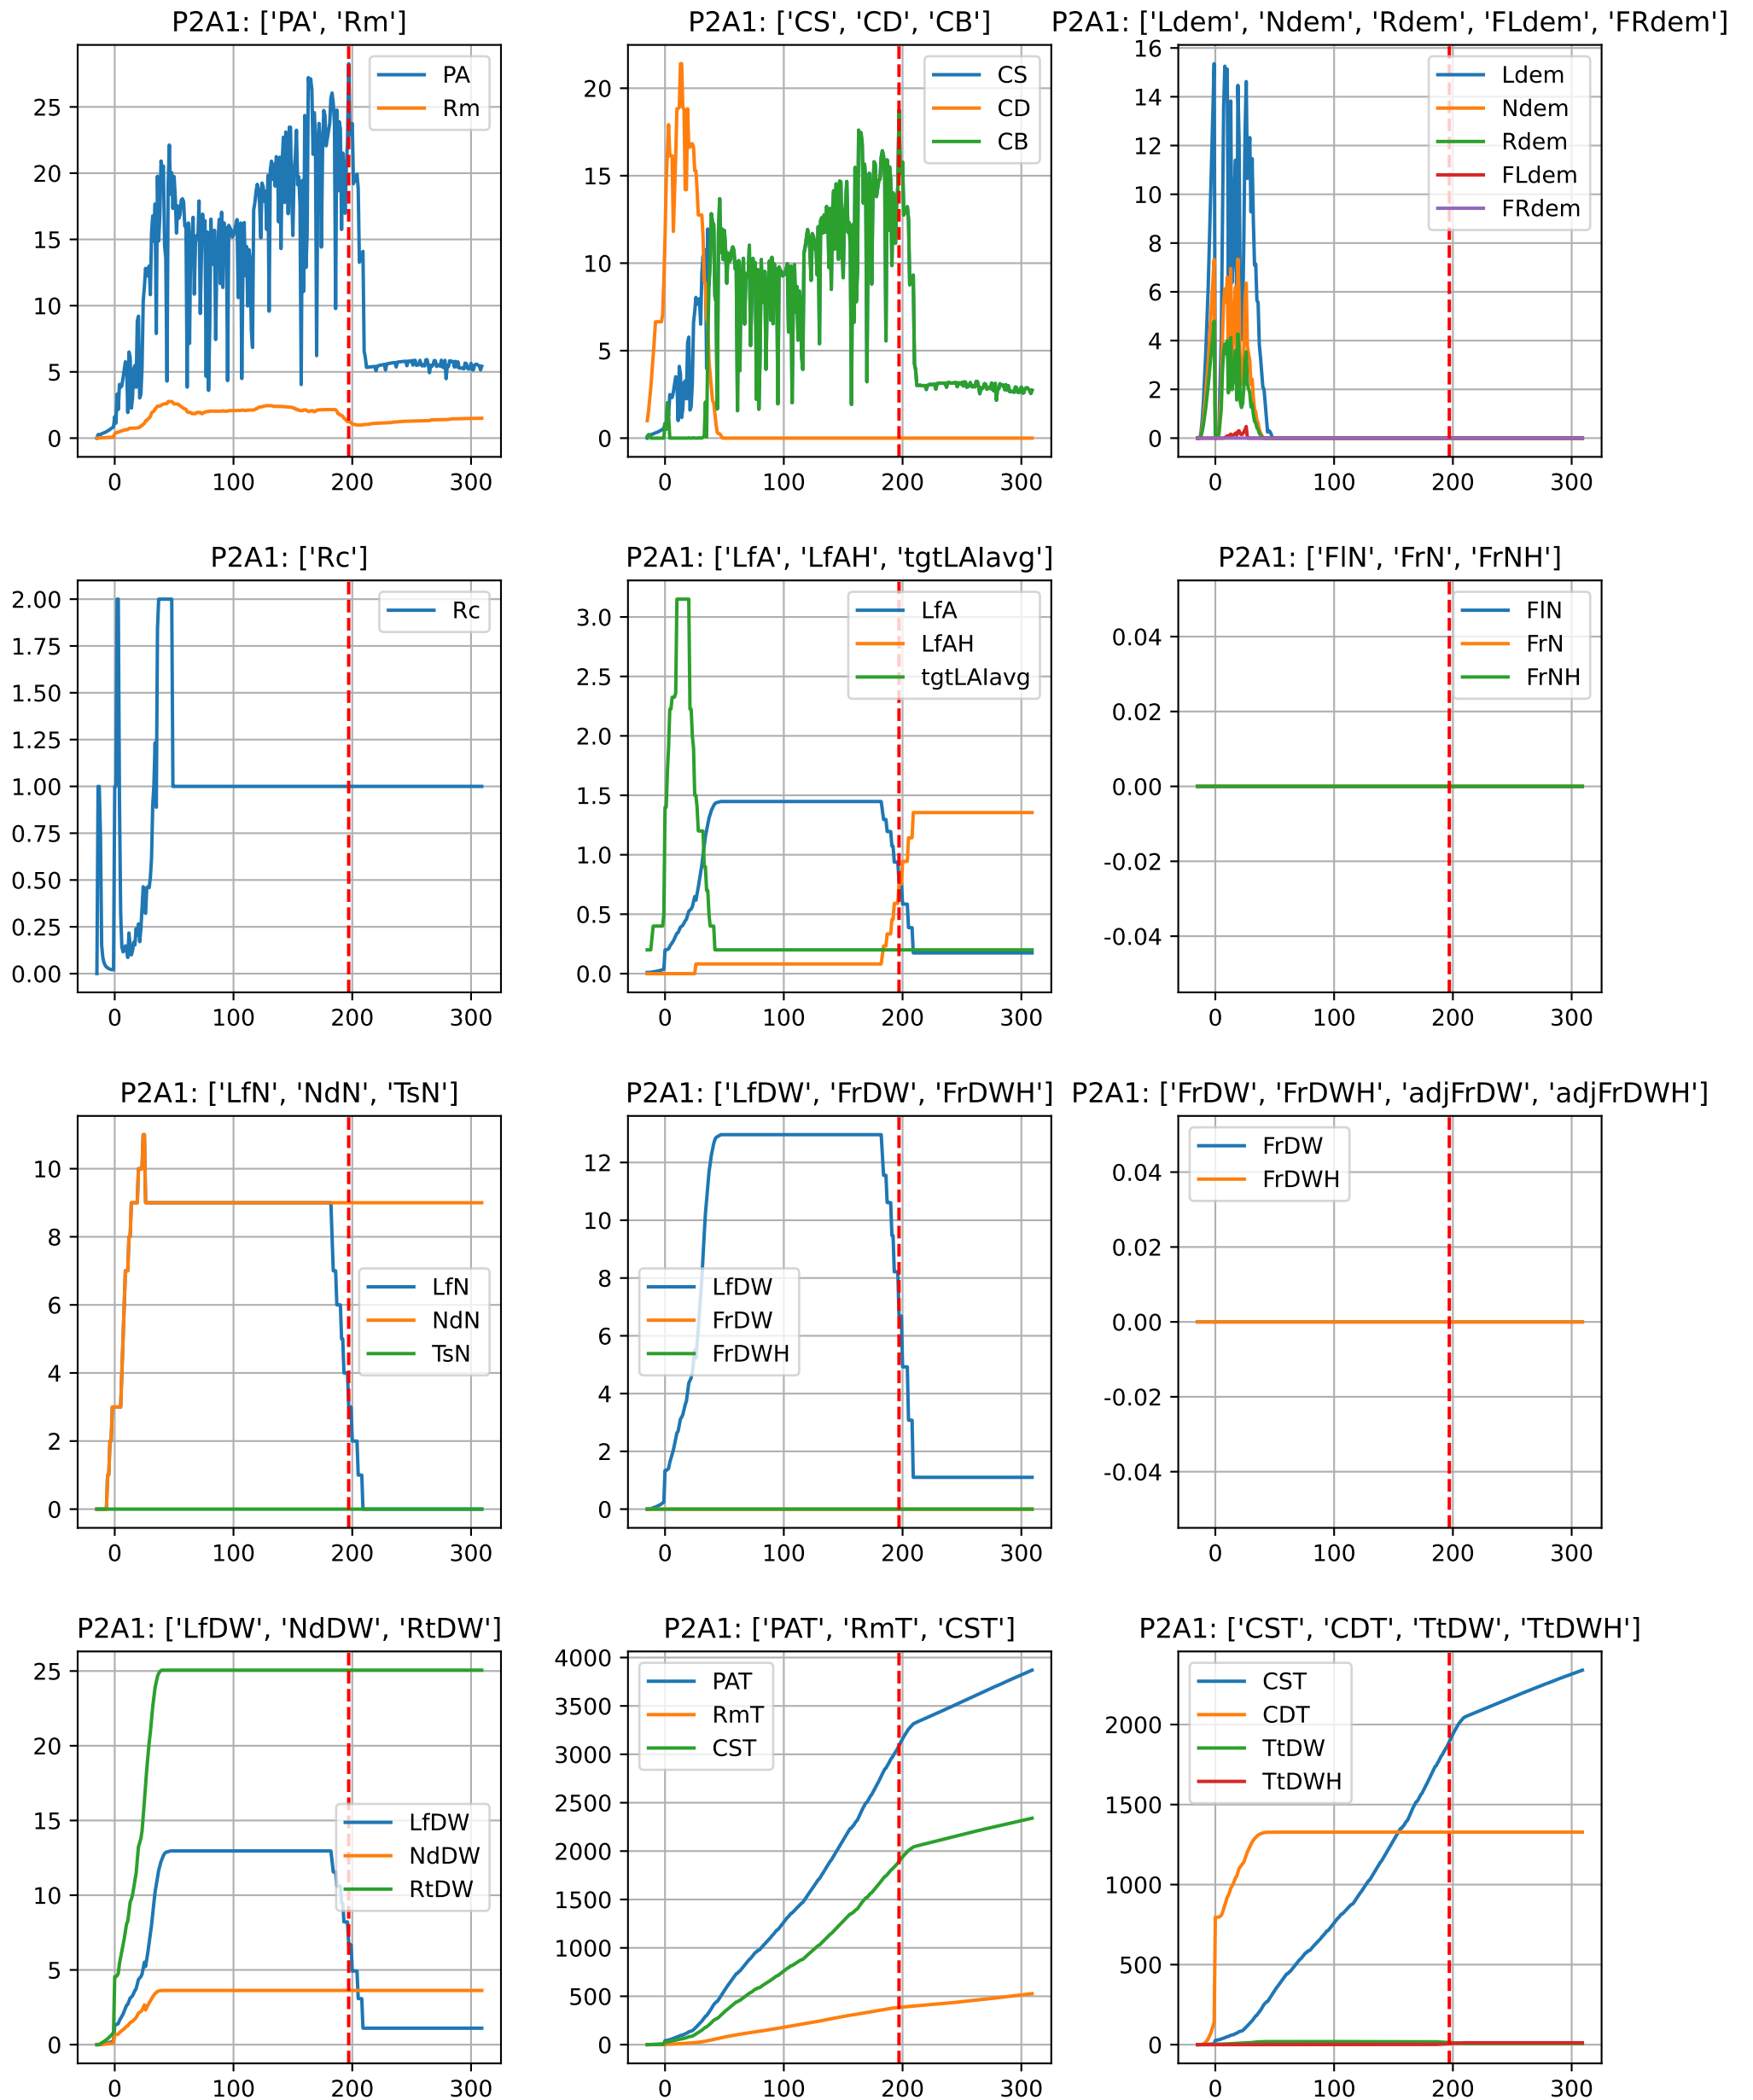 P2A1: ['PA', 'Rm']
PA
Rm
25
20
15
10
5
0
0 100 200 300
P2A1: ['CS', 'CD', 'CB']
CS
CD
CB
20
15
10
5
0
0 100 200 300
P2A1: ['Ldem', 'Ndem', 'Rdem', 'FLdem', 'FRdem']
Ldem
Ndem
Rdem
FLdem
FRdem
16
14
12
10
8
6
4
2
0
0 100 200 300
P2A1: ['Rc']
Rc
2.00
1.75
1.50
1.25
1.00
0.75
0.50
0.25
0.00
0 100 200 300
P2A1: ['LfA', 'LfAH', 'tgtLAIavg']
LfA
LfAH
tgtLAIavg
3.0
2.5
2.0
1.5
1.0
0.5
0.0
0 100 200 300
P2A1: ['FlN', 'FrN', 'FrNH']
FlN
FrN
FrNH
0.04
0.02
0.00
-0.02
-0.04
0 100 200 300
P2A1: ['LfN', 'NdN', 'TsN']
LfN
NdN
TsN
10
8
6
4
2
0
0 100 200 300
P2A1: ['LfDW', 'FrDW', 'FrDWH']
LfDW
FrDW
FrDWH
12
10
8
6
4
2
0
0 100 200 300
P2A1: ['FrDW', 'FrDWH', 'adjFrDW', 'adjFrDWH']
FrDW
FrDWH
0.04
0.02
0.00
-0.02
-0.04
0 100 200 300
P2A1: ['LfDW', 'NdDW', 'RtDW']
LfDW
NdDW
RtDW
25
20
15
10
5
0
0 100 200 300
P2A1: ['PAT', 'RmT', 'CST']
PAT
RmT
CST
4000
3500
3000
2500
2000
1500
1000
500
0
0 100 200 300
P2A1: ['CST', 'CDT', 'TtDW', 'TtDWH']
CST
CDT
TtDW
TtDWH
2000
1500
1000
500
0
0 100 200 300